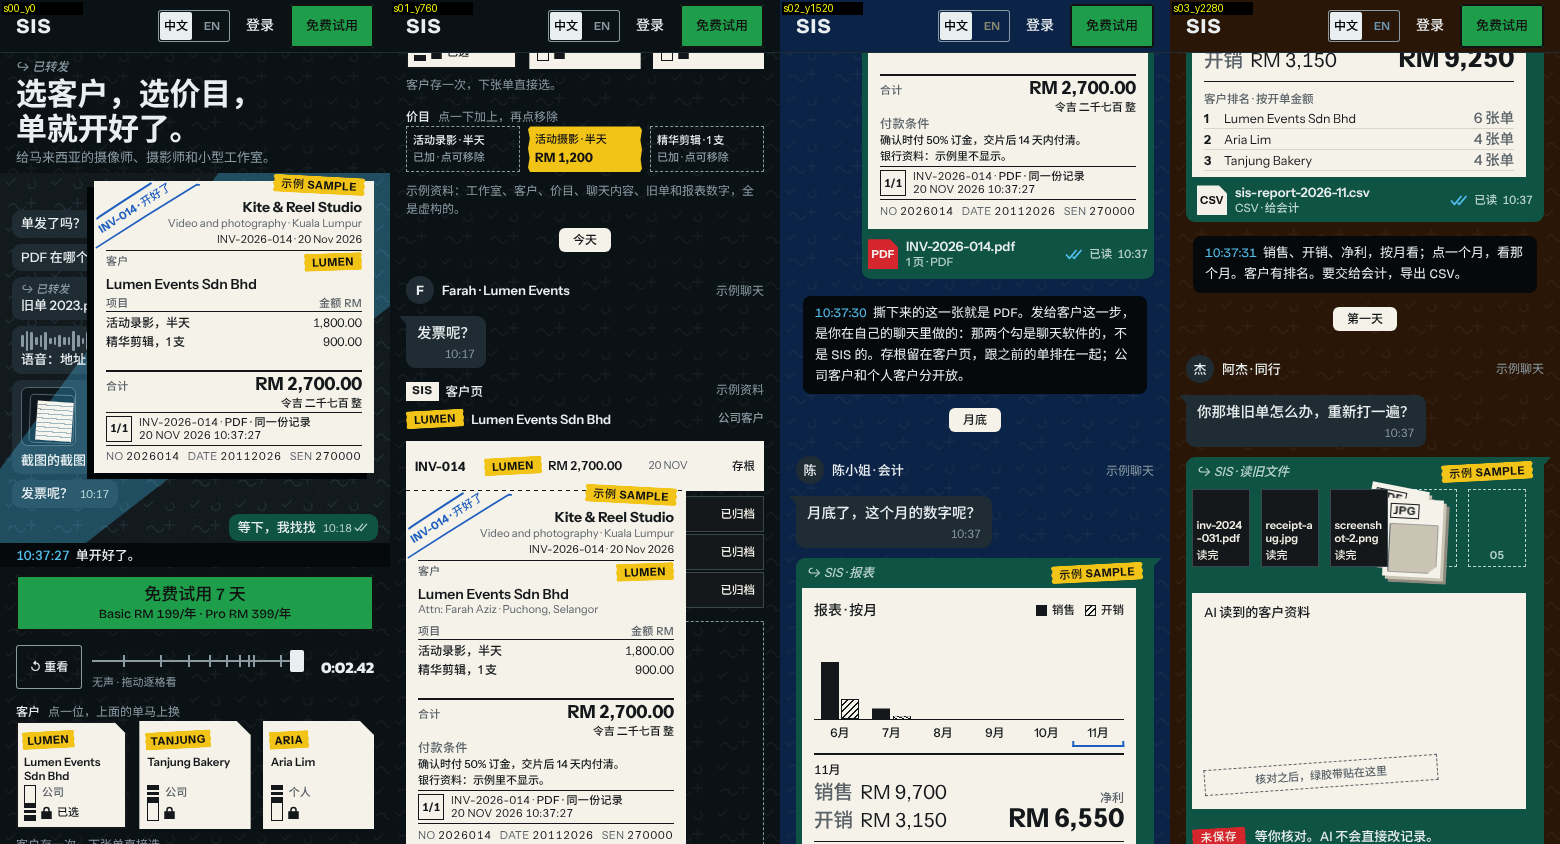 s00_y0
SIS
中文 EN
登录
免费试用
已转发
选客户，选价目，
单就开好了。
给马来西亚的摄像师、摄影师和小型工作室。
单发了吗？
PDF 在哪个
已转发
旧单 2023.p
语音：地址
截图的截图
发票呢？ 10:17
等下，我找找 10:18
示例 SAMPLE
INV-014·开好了
Kite & Reel Studio
Video and photography · Kuala Lumpur
INV-2026-014 · 20 Nov 2026
客户 LUMEN
Lumen Events Sdn Bhd
项目 金额 RM
活动录影，半天 1,800.00
精华剪辑，1 支 900.00
合计 RM 2,700.00
令吉 二千七百 整
1/1 INV-2026-014 · PDF · 同一份记录
20 NOV 2026 10:37:27
NO 2026014 DATE 20112026 SEN 270000
10:37:27 单开好了。
免费试用 7 天
Basic RM 199/年 · Pro RM 399/年
重看
无声 · 拖动逐格看
0:02.42
客户 点一位，上面的单马上换
LUMEN
Lumen Events
Sdn Bhd
公司
已选
TANJUNG
Tanjung Bakery
公司
ARIA
Aria Lim
个人
客户存一次，下张单直接选。
s01_y760
SIS
中文 EN
登录
免费试用
已选
客户存一次，下张单直接选。
价目 点一下加上，再点移除
活动录影 · 半天
已加 · 点可移除
活动摄影 · 半天
RM 1,200
精华剪辑 · 1 支
已加 · 点可移除
示例资料：工作室、客户、价目、聊天内容、旧单和报表数字，全
是虚构的。
今天
F Farah · Lumen Events 示例聊天
发票呢？
10:17
SIS 客户页 示例资料
LUMEN Lumen Events Sdn Bhd 公司客户
INV-014 LUMEN RM 2,700.00 20 NOV 存根
已归档
已归档
已归档
示例 SAMPLE
INV-014·开好了
Kite & Reel Studio
Video and photography · Kuala Lumpur
INV-2026-014 · 20 Nov 2026
客户 LUMEN
Lumen Events Sdn Bhd
Attn: Farah Aziz · Puchong, Selangor
项目 金额 RM
活动录影，半天 1,800.00
精华剪辑，1 支 900.00
合计 RM 2,700.00
令吉 二千七百 整
付款条件
确认时付 50% 订金，交片后 14 天内付清。
银行资料：示例里不显示。
1/1 INV-2026-014 · PDF · 同一份记录
20 NOV 2026 10:37:27
NO 2026014 DATE 20112026 SEN 270000
s02_y1520
SIS
中文 EN
登录
免费试用
合计 RM 2,700.00
令吉 二千七百 整
付款条件
确认时付 50% 订金，交片后 14 天内付清。
银行资料：示例里不显示。
1/1 INV-2026-014 · PDF · 同一份记录
20 NOV 2026 10:37:27
NO 2026014 DATE 20112026 SEN 270000
PDF INV-2026-014.pdf
1 页 · PDF
已读 10:37
10:37:30 撕下来的这一张就是 PDF。发给客户这一步，
是你在自己的聊天里做的：那两个勾是聊天软件的，不
是 SIS 的。存根留在客户页，跟之前的单排在一起；公
司客户和个人客户分开放。
月底
陈 陈小姐 · 会计 示例聊天
月底了，这个月的数字呢？
10:37
SIS · 报表
示例 SAMPLE
报表 · 按月 销售 开销
6月 7月 8月 9月 10月 11月
11月
销售 RM 9,700
开销 RM 3,150
净利
RM 6,550
s03_y2280
SIS
中文 EN
登录
免费试用
开销 RM 3,150 RM 9,250
客户排名 · 按开单金额
1 Lumen Events Sdn Bhd 6 张单
2 Aria Lim 4 张单
3 Tanjung Bakery 4 张单
CSV sis-report-2026-11.csv
CSV · 给会计
已读 10:37
10:37:31 销售、开销、净利，按月看；点一个月，看那
个月。客户有排名。要交给会计，导出 CSV。
第一天
杰 阿杰 · 同行 示例聊天
你那堆旧单怎么办，重新打一遍？
10:37
SIS · 读旧文件
示例 SAMPLE
inv-2024
-031.pdf
读完
receipt-a
ug.jpg
读完
screensh
ot-2.png
读完
JPG
05
AI 读到的客户资料
核对之后，绿胶带贴在这里
未保存 等你核对。AI 不会直接改记录。